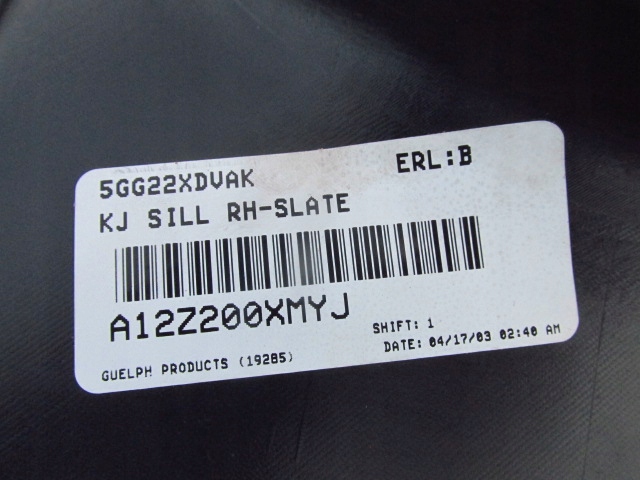 5GG22XDVAK ERL:B
KJ SILL RH-SLATE
A12Z200XMYJ
SHIFT: 1
GUELPH PRODUCTS (19285) DATE: 04/17/03 02:40 AM